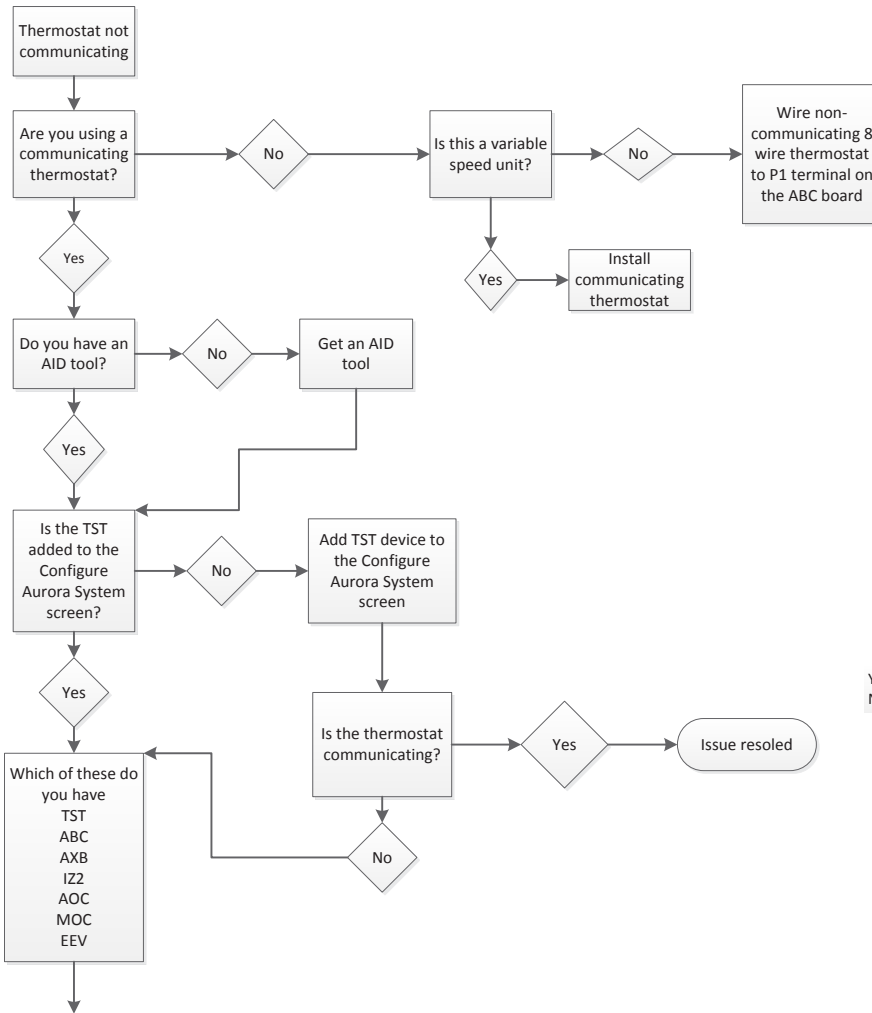 Thermostat not
communicating
Are you using a
communicating
thermostat?
No
Is this a variable
speed unit?
No
Wire non-
communicating 8
wire thermostat
to P1 terminal on
the ABC board
Yes
Yes
Install
communicating
thermostat
Do you have an
AID tool?
No
Get an AID
tool
Yes
Is the TST
added to the
Configure
Aurora System
screen?
No
Add TST device to
the Configure
Aurora System
screen
Yes
Is the thermostat
communicating?
Yes
Issue resoled
Which of these do
you have
TST
ABC
AXB
IZ2
AOC
MOC
EEV
No